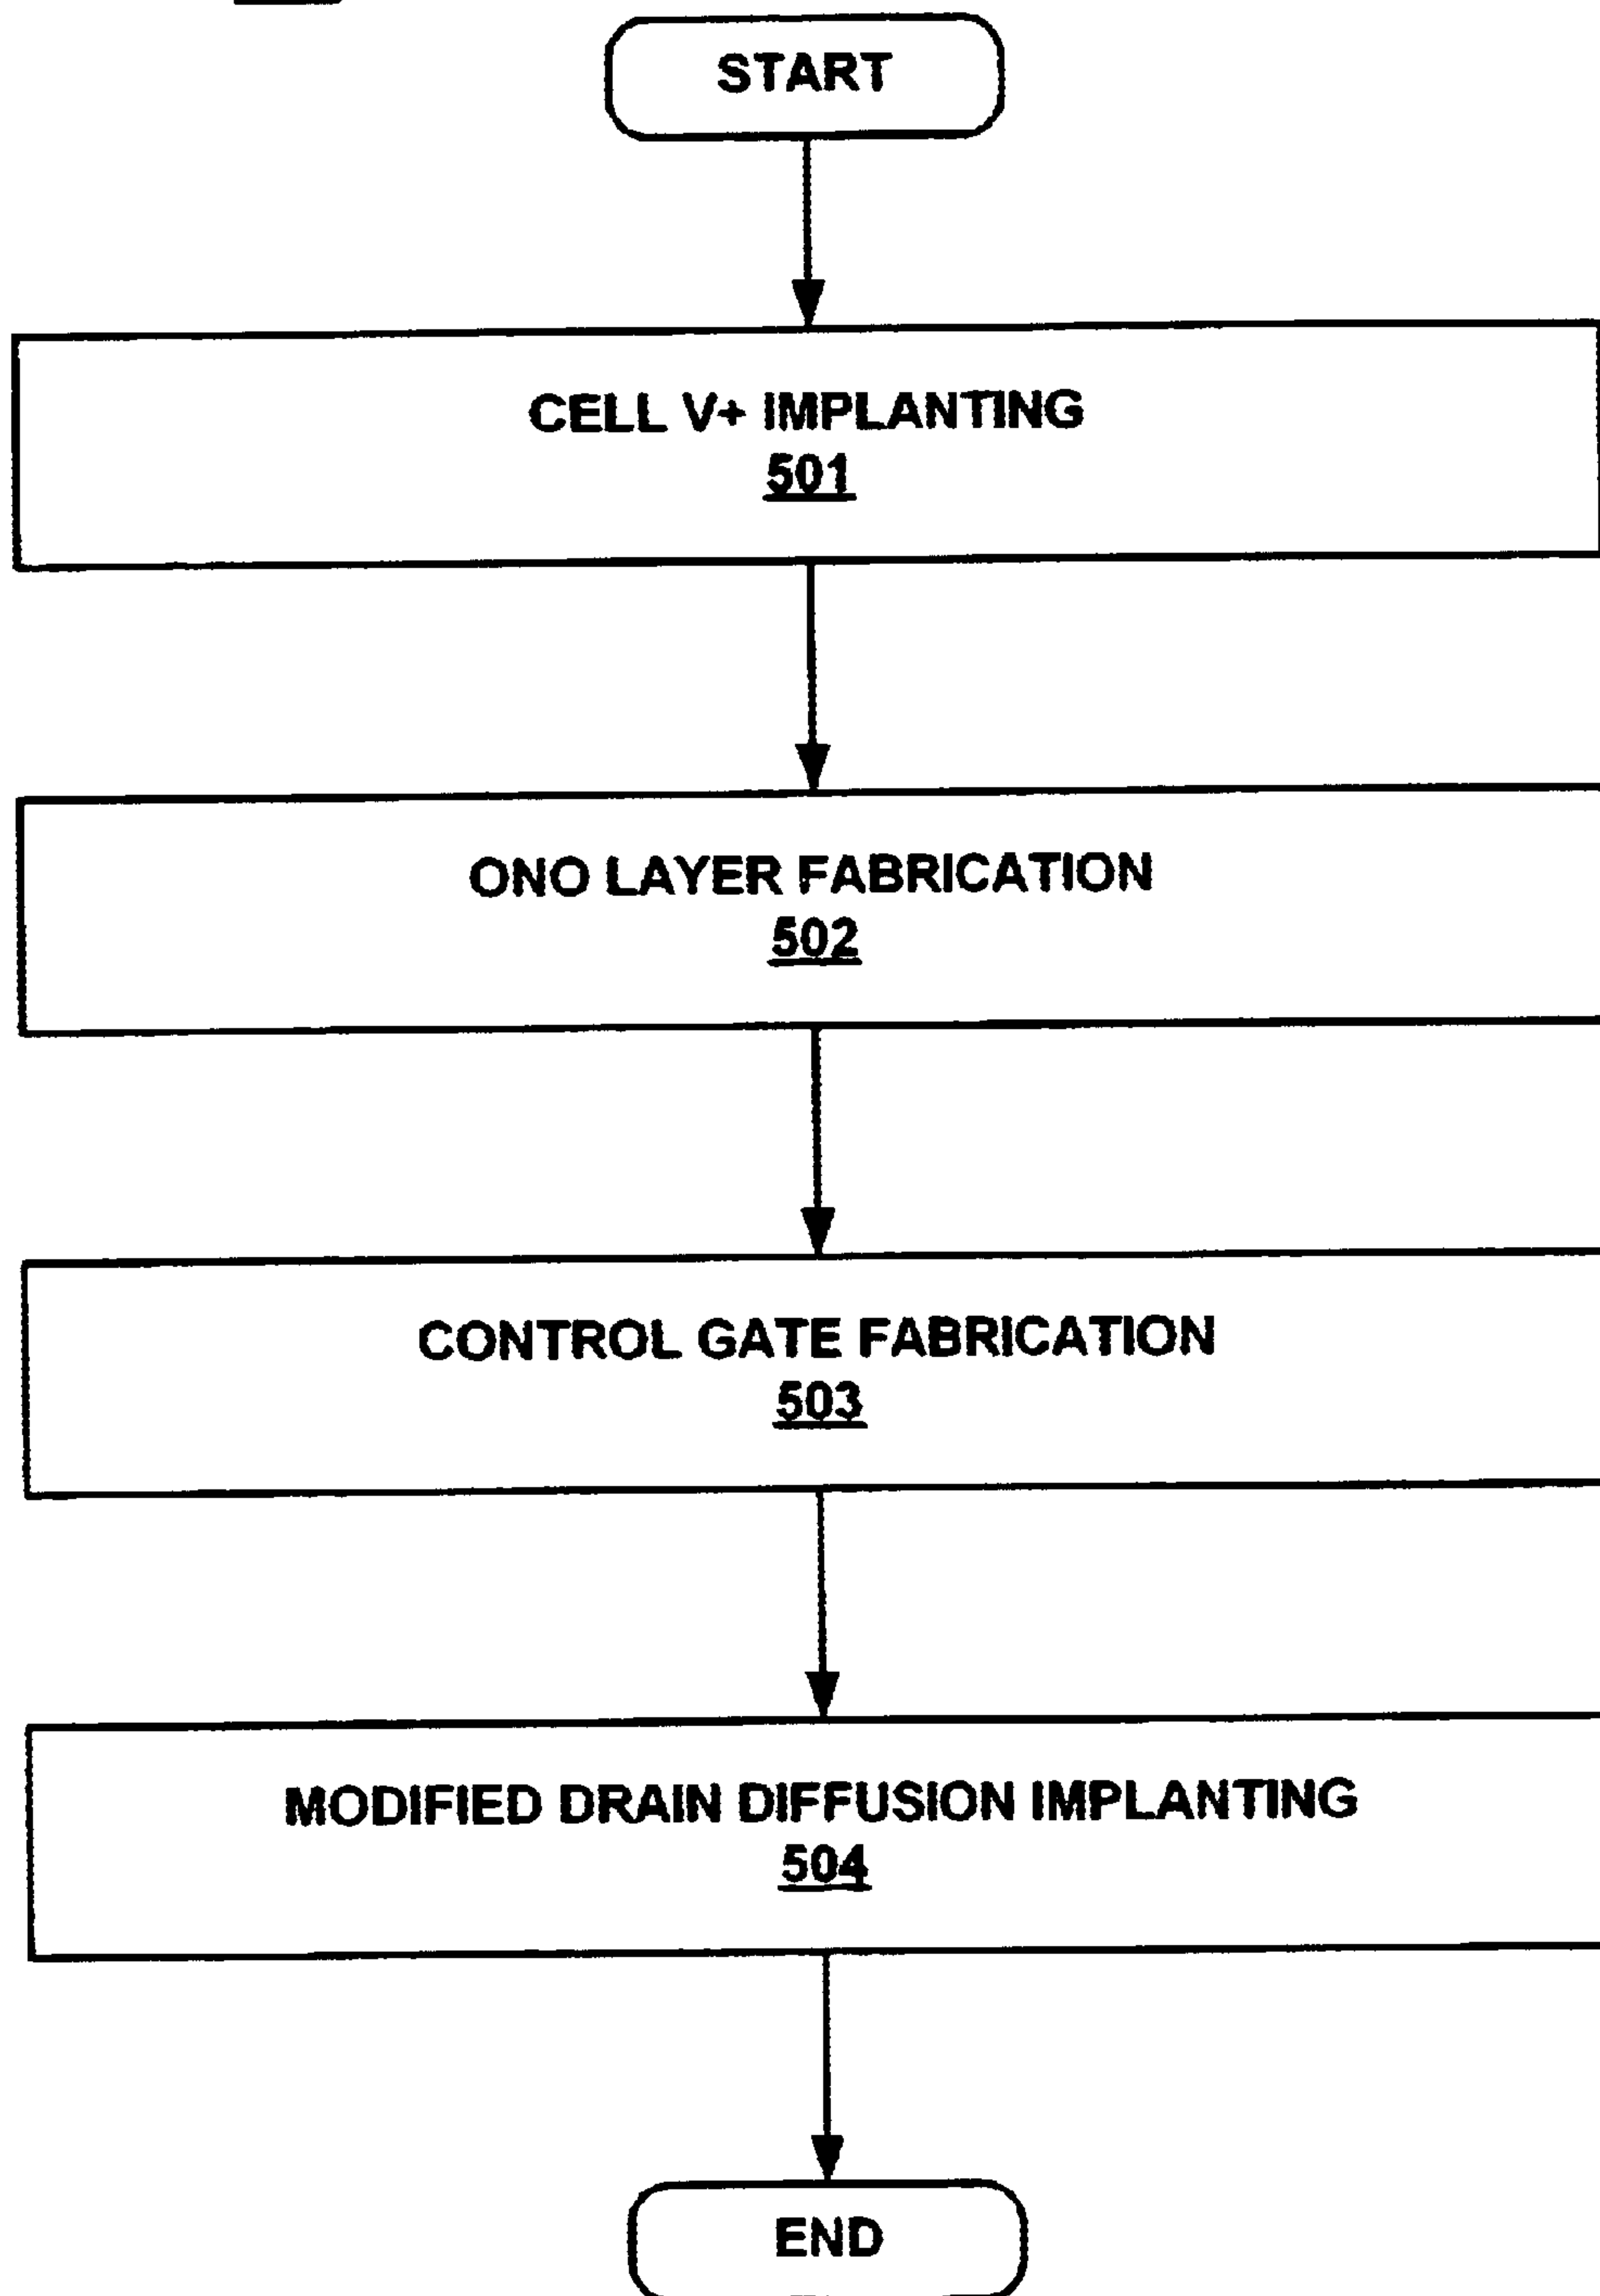 START
CELL V+ IMPLANTING
501
ONO LAYER FABRICATION
502
CONTROL GATE FABRICATION
503
MODIFIED DRAIN DIFFUSION IMPLANTING
504
END